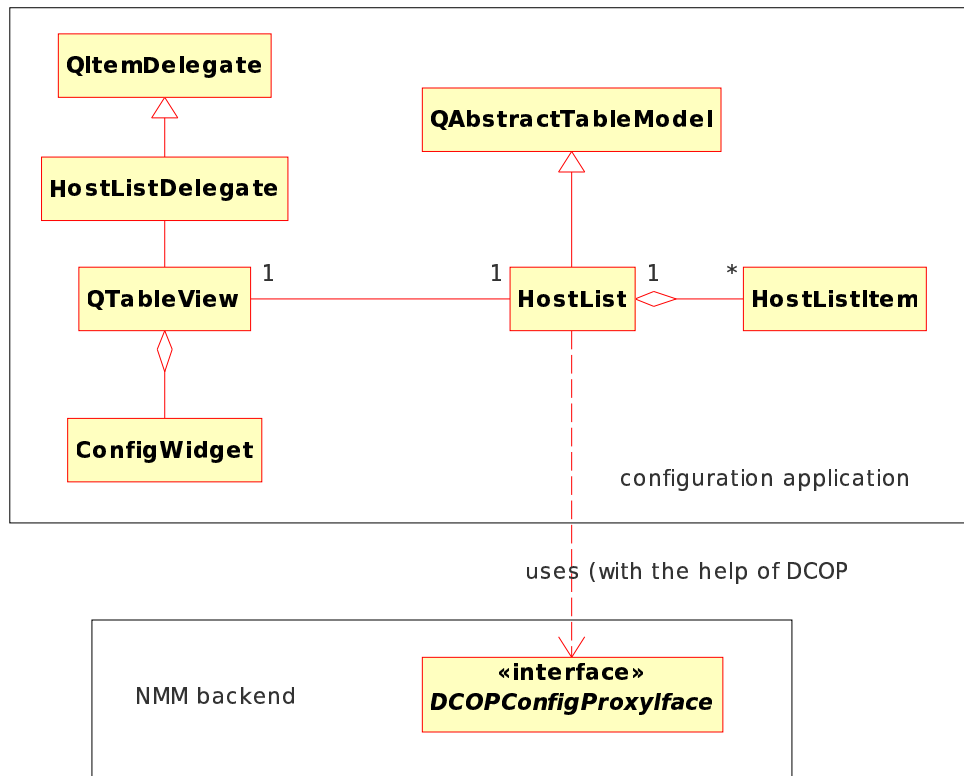 QItemDelegate
QAbstractTableModel
HostListDelegate
1
1
1
*
QTableView
HostList
HostListItem
ConfigWidget
configuration application
uses (with the help of DCOP
«interface»
NMM backend
DCOPConfigProxyIface